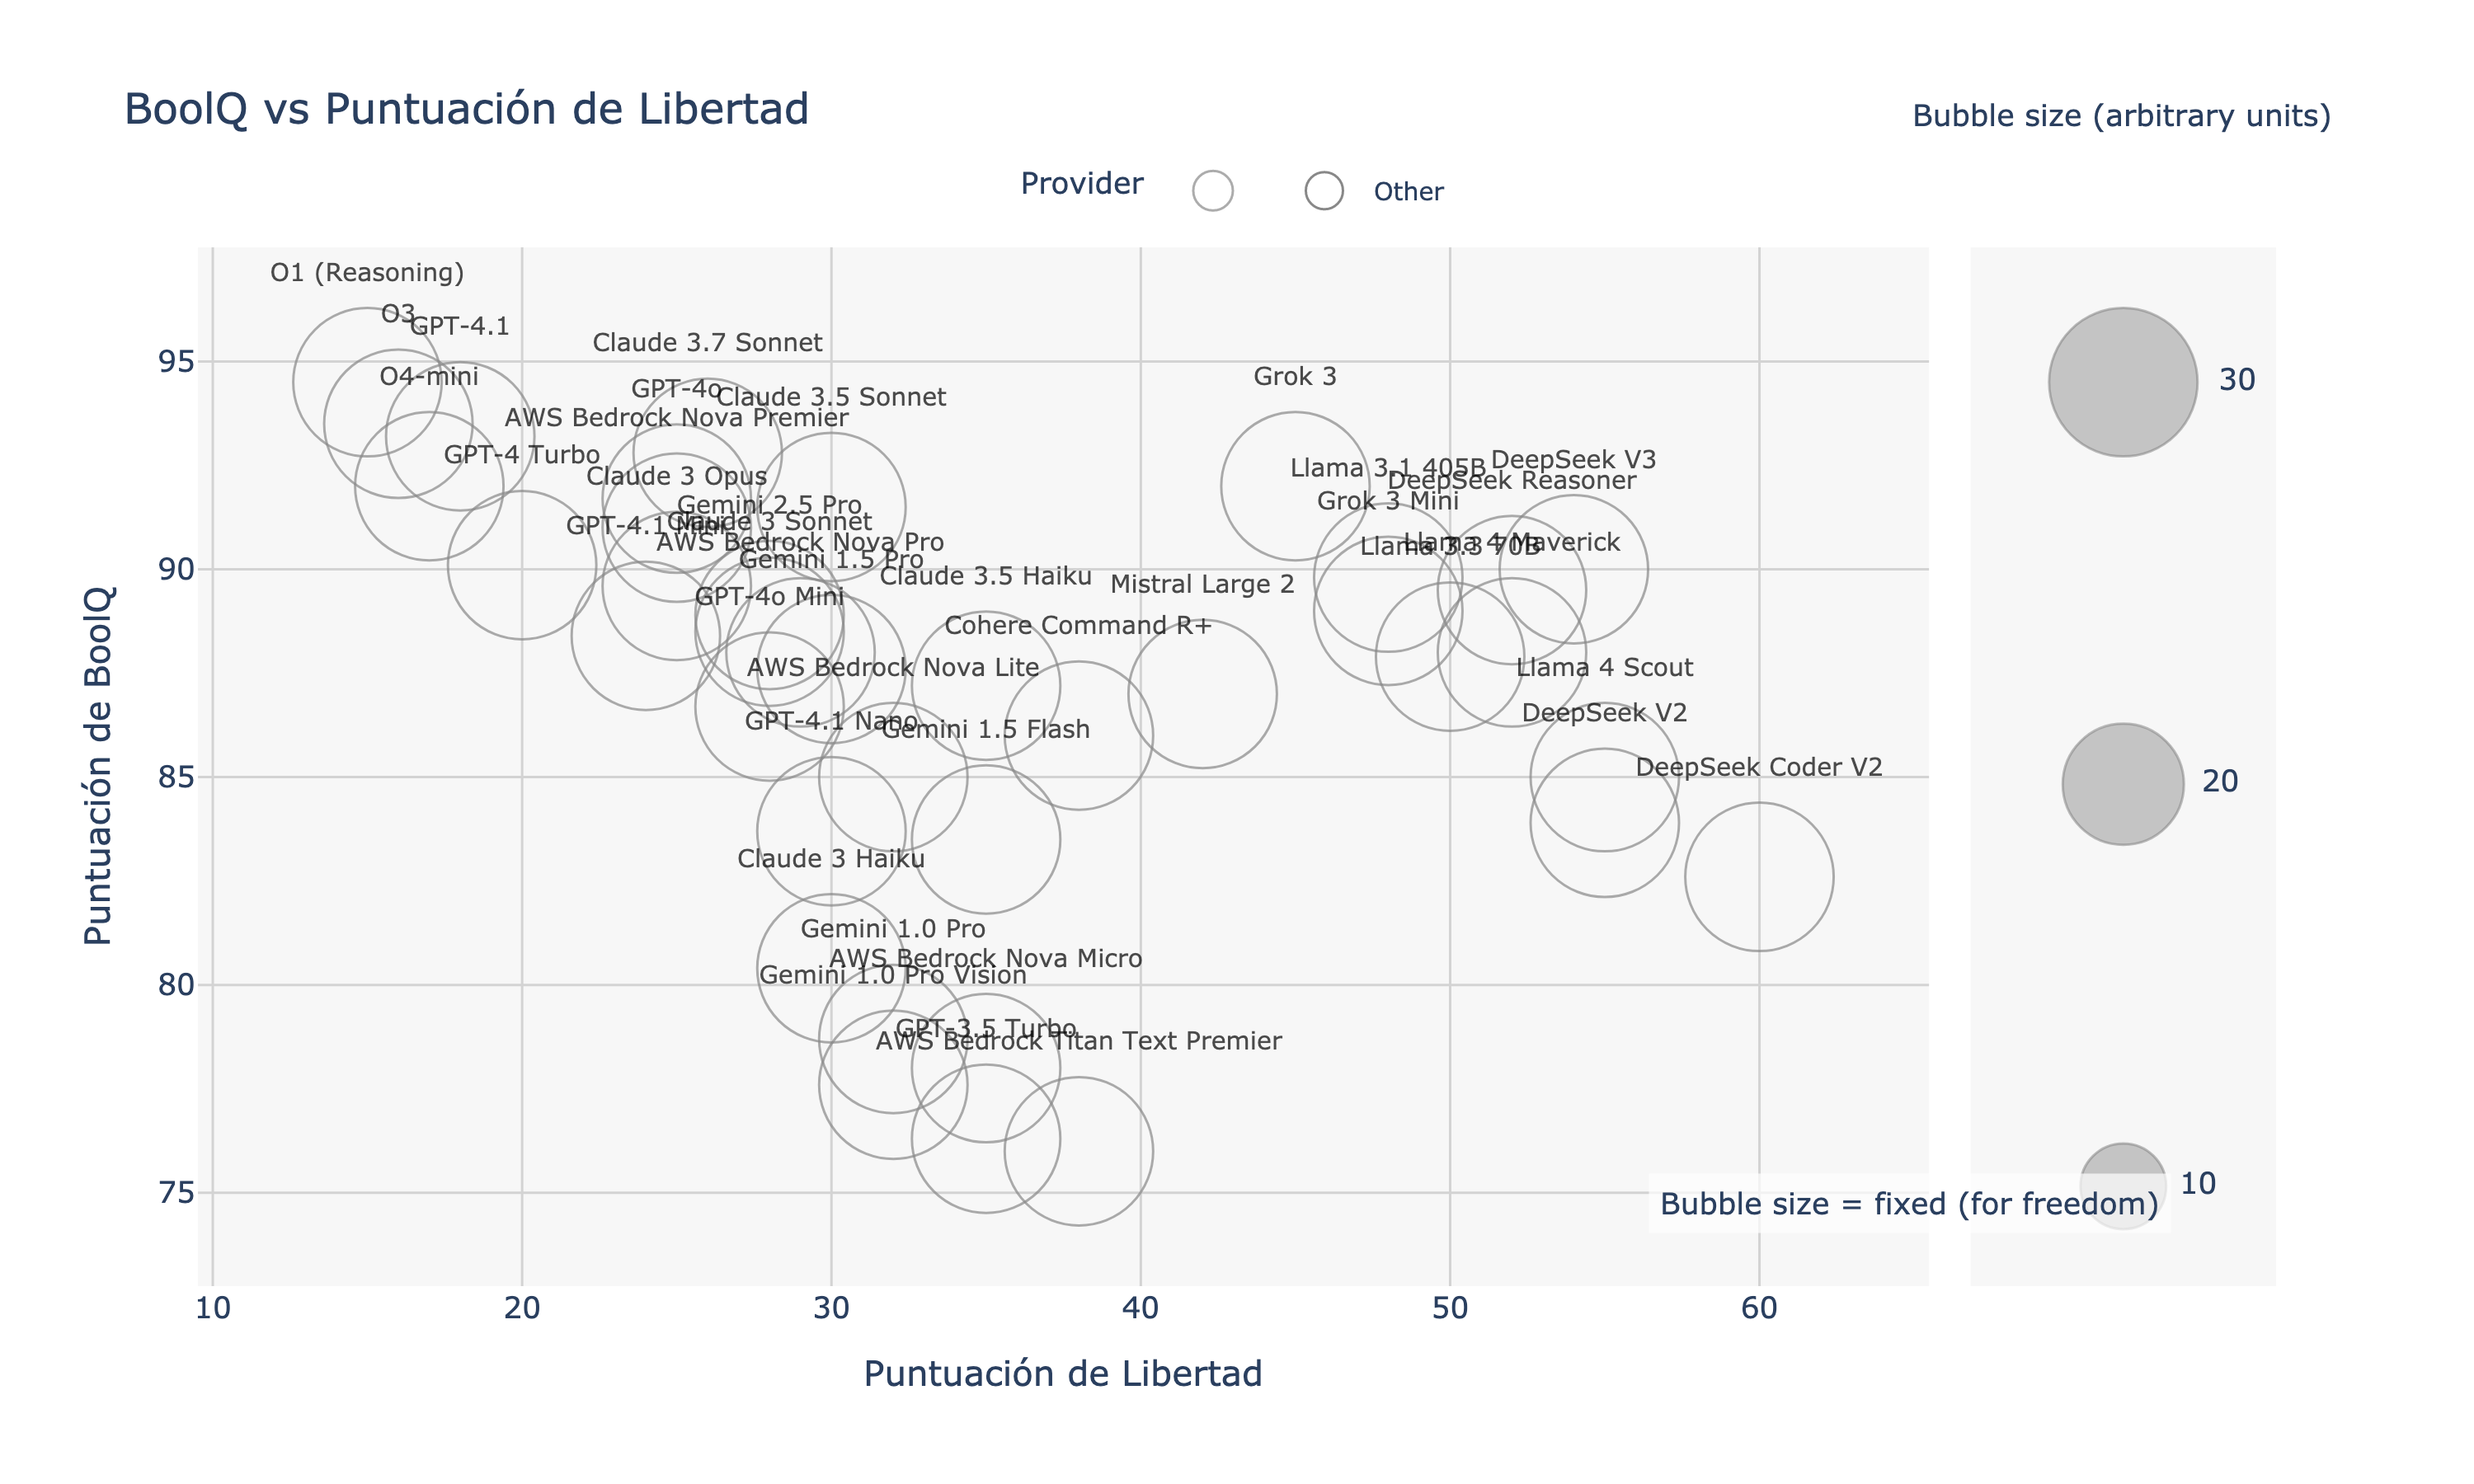 BoolQ vs Puntuación de Libertad
Bubble size (arbitrary units)
Provider
Other
O1 (Reasoning)
O3
GPT-4.1
Claude 3.7 Sonnet
O4-mini
GPT-4o
Claude 3.5 Sonnet
AWS Bedrock Nova Premier
GPT-4 Turbo
Claude 3 Opus
Gemini 2.5 Pro
GPT-4.1 Mini
Claude 3 Sonnet
AWS Bedrock Nova Pro
Gemini 1.5 Pro
Claude 3.5 Haiku
GPT-4o Mini
Mistral Large 2
Cohere Command R+
AWS Bedrock Nova Lite
GPT-4.1 Nano
Gemini 1.5 Flash
Claude 3 Haiku
Gemini 1.0 Pro
AWS Bedrock Nova Micro
Gemini 1.0 Pro Vision
GPT-3.5 Turbo
AWS Bedrock Titan Text Premier
Grok 3
Llama 3.1 405B
DeepSeek V3
DeepSeek Reasoner
Grok 3 Mini
Llama 3.3 70B
Llama 4 Maverick
Llama 4 Scout
DeepSeek V2
DeepSeek Coder V2
95
90
85
80
75
Puntuación de BoolQ
10
20
30
40
50
60
Puntuación de Libertad
30
20
10
Bubble size = fixed (for freedom)